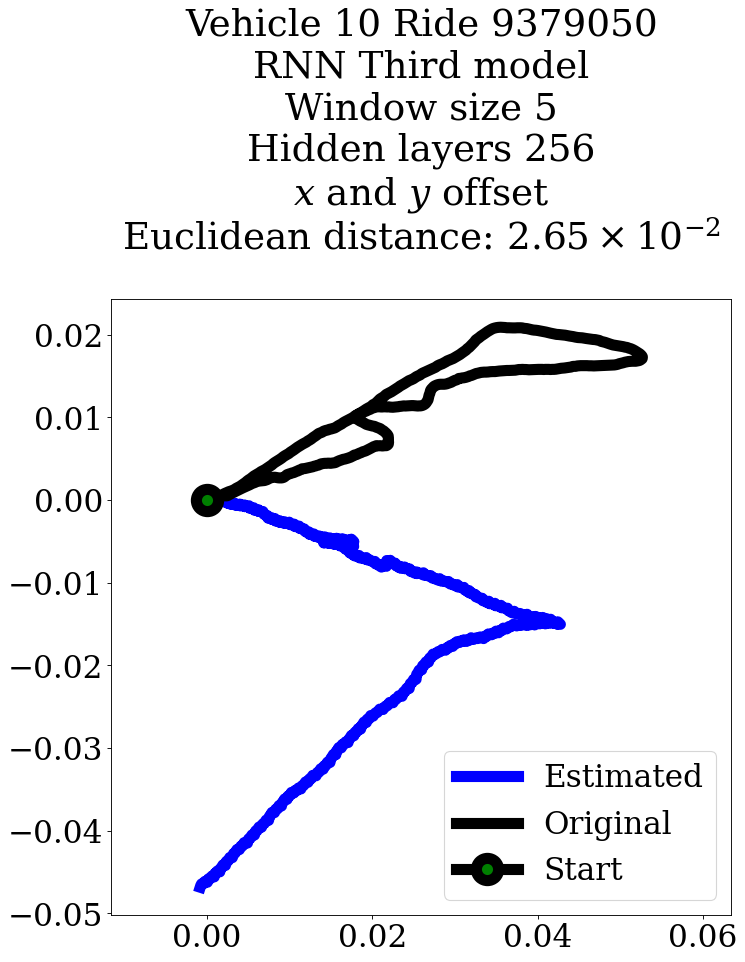 Vehicle 10 Ride 9379050
RNN Third model
Window size 5
Hidden layers 256
x and y offset
Euclidean distance: 2.65 × 10⁻²
0.02
0.01
0.00
−0.01
−0.02
−0.03
−0.04
−0.05
Estimated
Original
Start
0.00
0.02
0.04
0.06